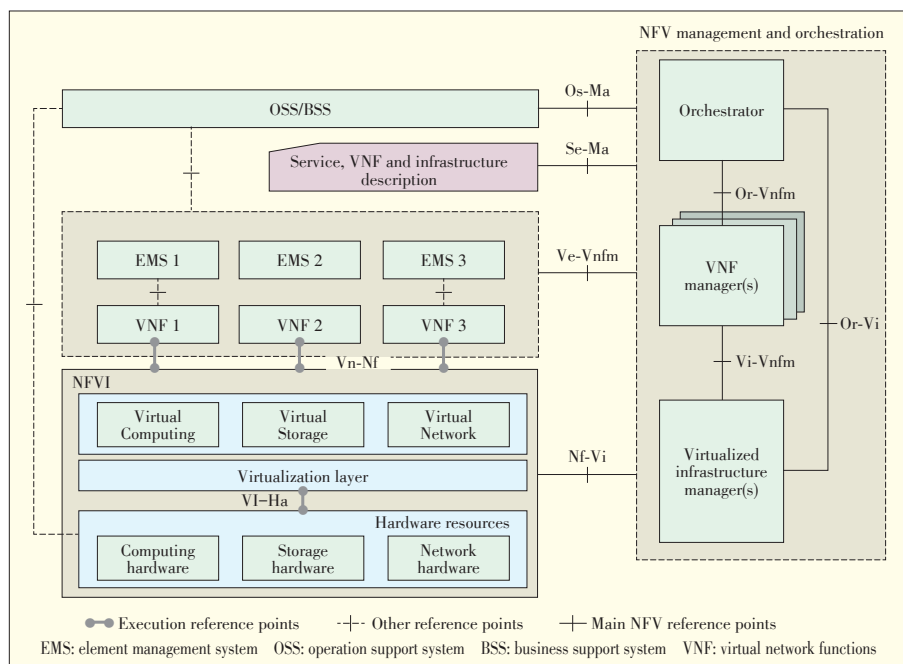 NFV management and orchestration
Os-Ma
OSS/BSS
Orchestrator
Se-Ma
Service, VNF and infrastructure
description
Or-Vnfm
EMS 1
EMS 2
EMS 3
Ve-Vnfm
VNF
manager(s)
VNF 1
VNF 2
VNF 3
Or-Vi
Vn-Nf
Vi-Vnfm
NFVI
Virtual
Computing
Virtual
Storage
Virtual
Network
Virtualization layer
Nf-Vi
Virtualized
infrastructure
manager(s)
VI-Ha
Hardware resources
Computing
hardware
Storage
hardware
Network
hardware
Execution reference points
Other reference points
Main NFV reference points
EMS: element management system OSS: operation support system BSS: business support system VNF: virtual network functions